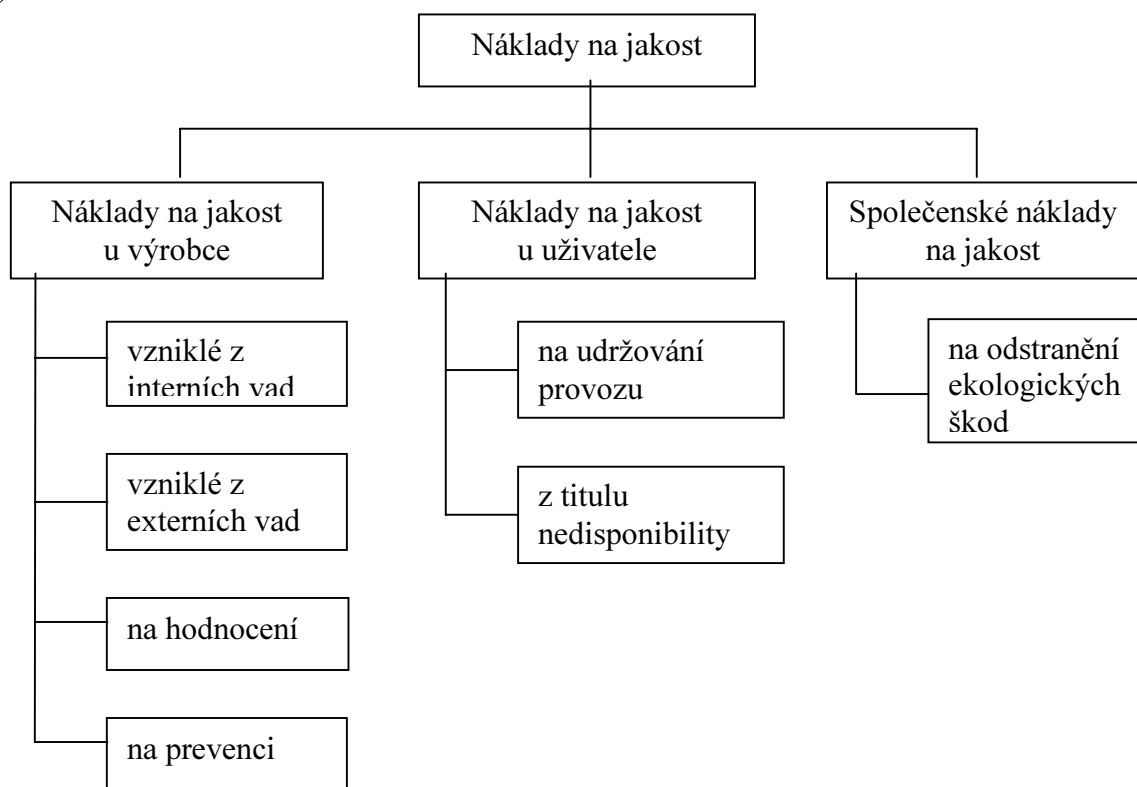 Náklady na jakost
Náklady na jakost
u výrobce
vzniklé z
interních vad
vzniklé z
externích vad
na hodnocení
na prevenci
Náklady na jakost
u uživatele
na udržování
provozu
z titulu
nedisponibility
Společenské náklady
na jakost
na odstranění
ekologických
škod